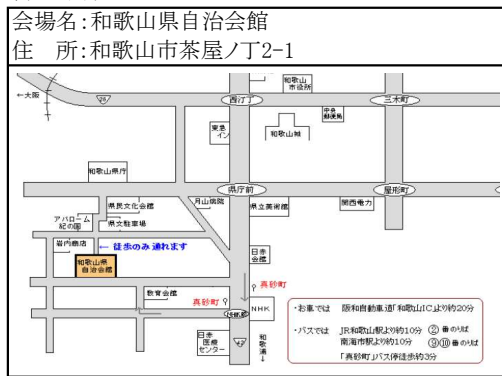 会場名:和歌山県自治会館
住　所:和歌山市茶屋ノ丁2-1
←大阪
西汀丁
和歌山
市役所
三木町
中央
郵便局
東急
イン
和歌山城
和歌山県庁
県庁前
屋形町
県民文化会館
月山病院
県立美術館
関西電力
アバローム
紀の国
県文駐車場
岩内商店
← 徒歩のみ通れます
日赤
会館
和歌山県
自治会館
教育会館
真砂町
真砂町
NHK
日赤
医療
センター
42
和歌浦↓
・お車では　阪和自動車道「和歌山IC」より約20分
・バスでは　JR和歌山駅より約10分　②番のりば
南海市駅より約10分　⑨⑩番のりば
「真砂町」バス停徒歩約3分